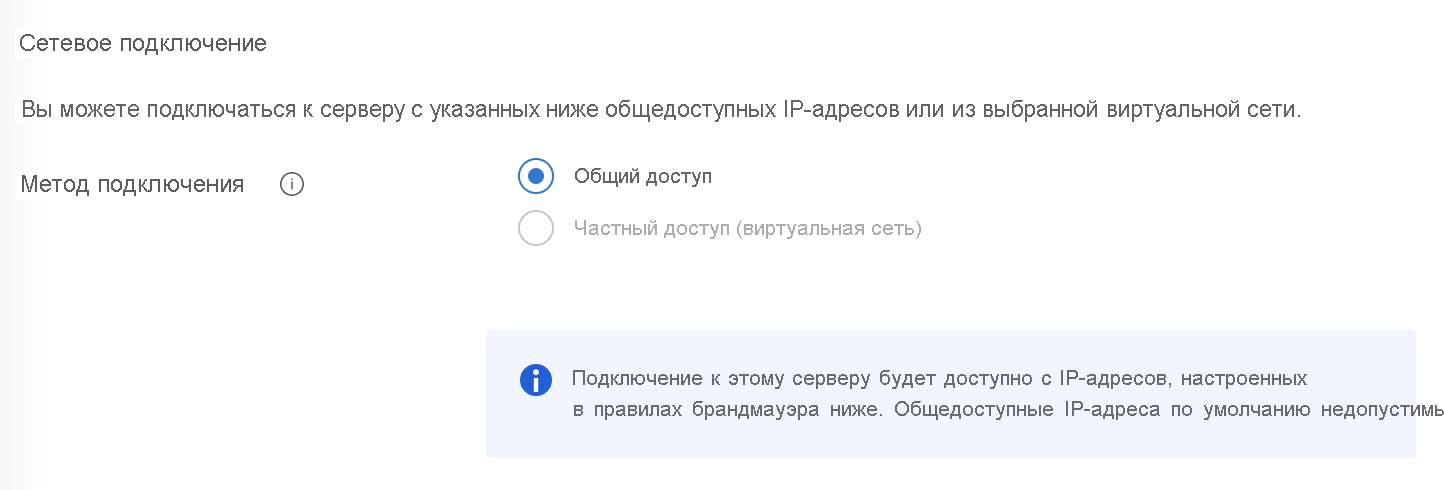 Сетевое подключение
Вы можете подключаться к серверу с указанных ниже общедоступных IP-адресов или из выбранной виртуальной сети.
Метод подключения
Общий доступ
Частный доступ (виртуальная сеть)
Подключение к этому серверу будет доступно с IP-адресов, настроенных
в правилах брандмауэра ниже. Общедоступные IP-адреса по умолчанию